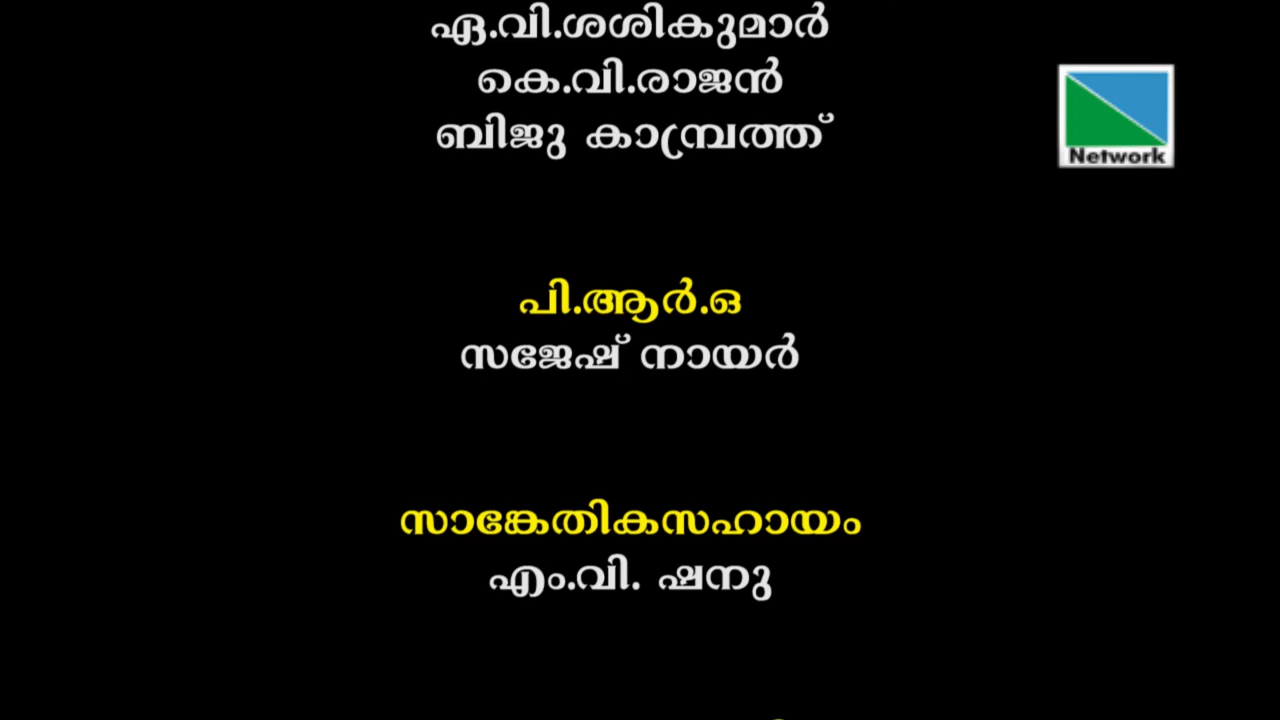 ഏ.വി.ശശികുമാർ
കെ.വി.രാജൻ
ബിജു കാമ്പ്രത്ത്
Network
പി.ആർ.ഒ
സജേഷ് നായർ
സാങ്കേതികസഹായം
എം.വി. ഷനു